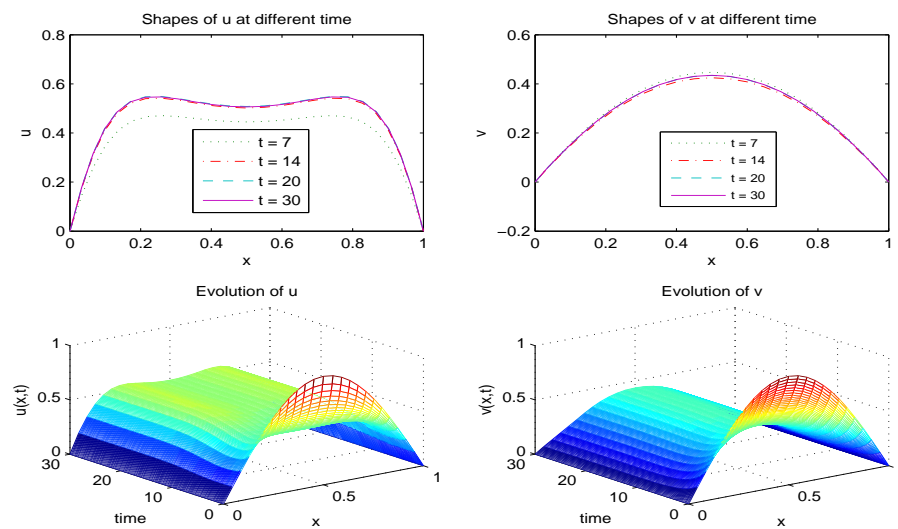 Shapes of u at different time
0.8
0.6
0.4
0.2
0
u
0 0.2 0.4 0.6 0.8 1
x
t = 7
t = 14
t = 20
t = 30
Shapes of v at different time
0.6
0.4
0.2
0
−0.2
v
0 0.2 0.4 0.6 0.8 1
x
t = 7
t = 14
t = 20
t = 30
Evolution of u
1
0.5
0
u(x,t)
30
20
10
0
time
0
0.5
1
x
Evolution of v
1
0.5
0
v(x,t)
30
20
10
0
time
0
0.5
1
x